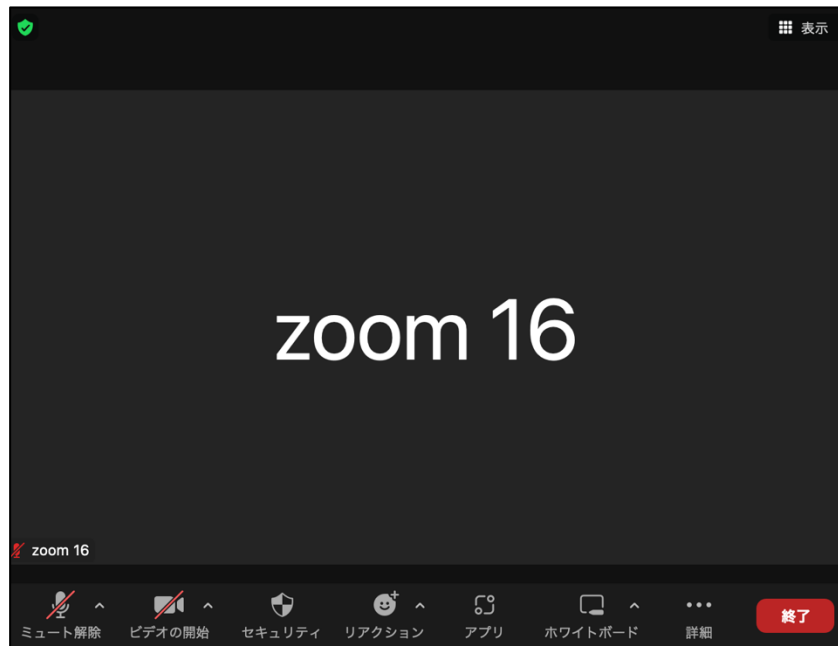 表示
zoom 16
zoom 16
ミュート解除
ビデオの開始
セキュリティ
リアクション
アプリ
ホワイトボード
詳細
終了